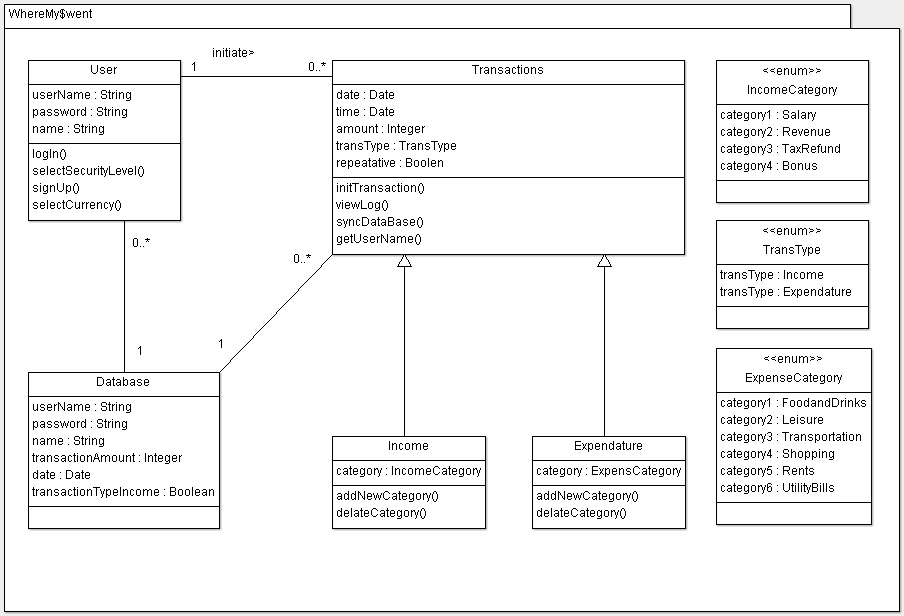 WhereMy$went
User
userName : String
password : String
name : String
logIn()
selectSecurityLevel()
signUp()
selectCurrency()
initiate>
1
0..*
Transactions
date : Date
time : Date
amount : Integer
transType : TransType
repeatative : Boolen
initTransaction()
viewLog()
syncDataBase()
getUserName()
<<enum>>
IncomeCategory
category1 : Salary
category2 : Revenue
category3 : TaxRefund
category4 : Bonus
<<enum>>
TransType
transType : Income
transType : Expendature
<<enum>>
ExpenseCategory
category1 : FoodandDrinks
category2 : Leisure
category3 : Transportation
category4 : Shopping
category5 : Rents
category6 : UtilityBills
0..*
1
0..*
1
Database
userName : String
password : String
name : String
transactionAmount : Integer
date : Date
transactionTypeIncome : Boolean
Income
category : IncomeCategory
addNewCategory()
delateCategory()
Expendature
category : ExpensCategory
addNewCategory()
delateCategory()